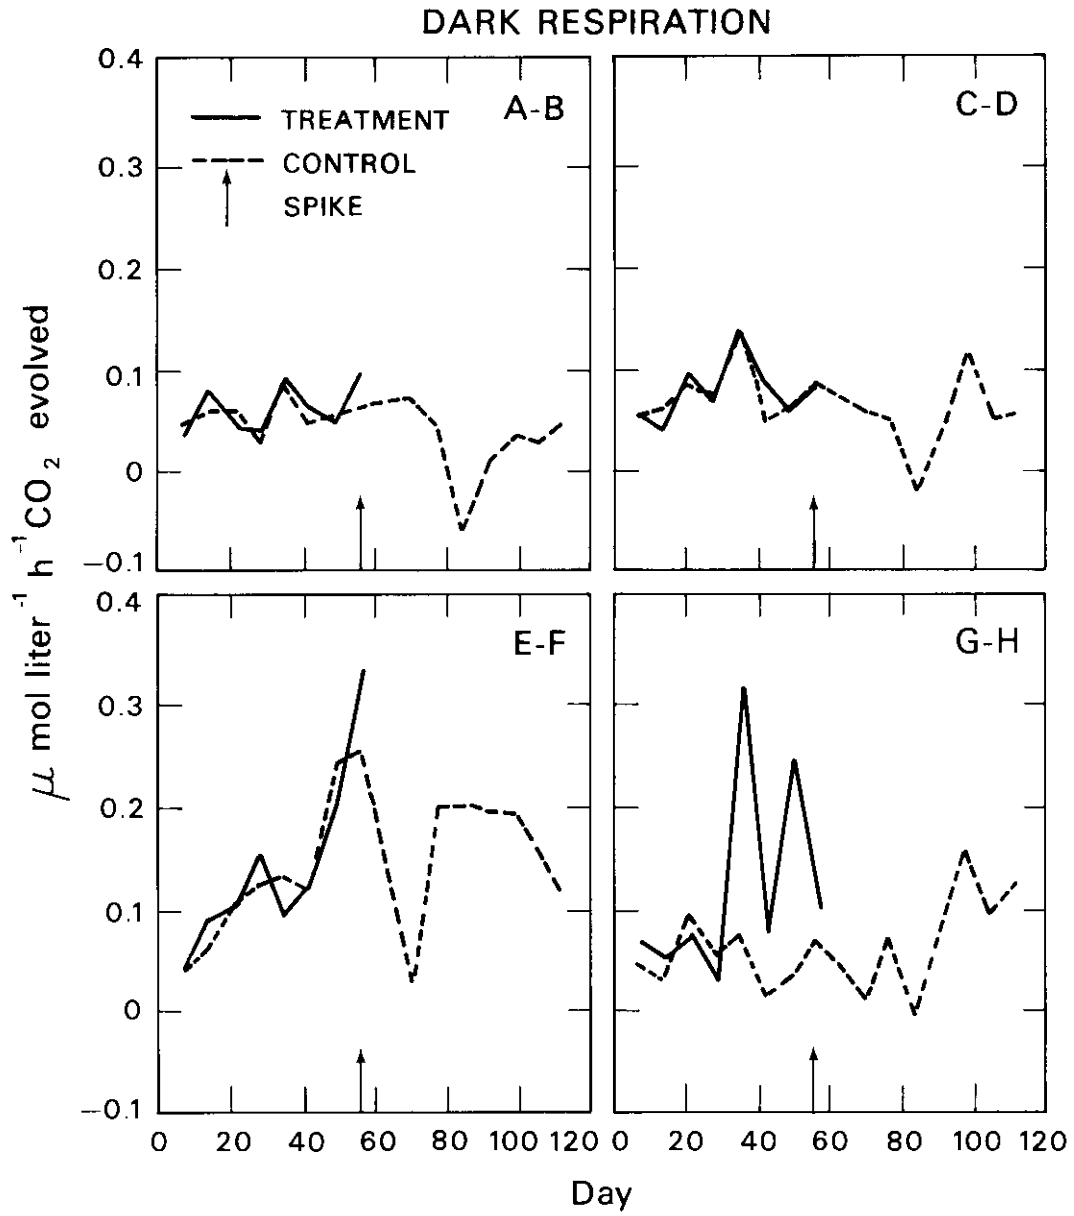 DARK RESPIRATION
0.4
0.3
0.2
0.1
0
−0.1
TREATMENT
CONTROL
SPIKE
A-B
C-D
μ mol liter⁻¹ h⁻¹ CO₂ evolved
0.4
0.3
0.2
0.1
0
−0.1
E-F
G-H
0 20 40 60 80 100 120
0 20 40 60 80 100 120
Day